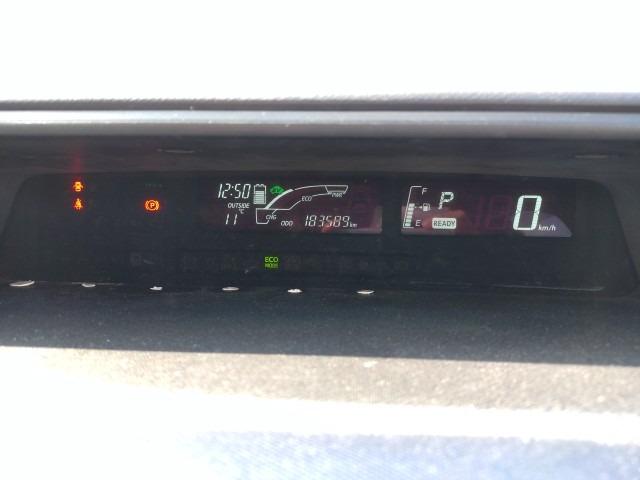 12:50
OUTSIDE
11 °C
ECO
PWR
CHG
ODO 183589 km
F
E
P
READY
0 km/h
(P)
ECO
MODE